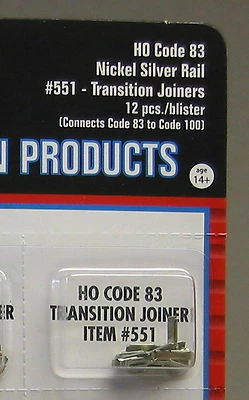 HO Code 83
Nickel Silver Rail
#551 - Transition Joiners
12 pcs./blister
(Connects Code 83 to Code 100)
N PRODUCTS
age
14+
HO CODE 83
TRANSITION JOINER
ITEM #551
ER